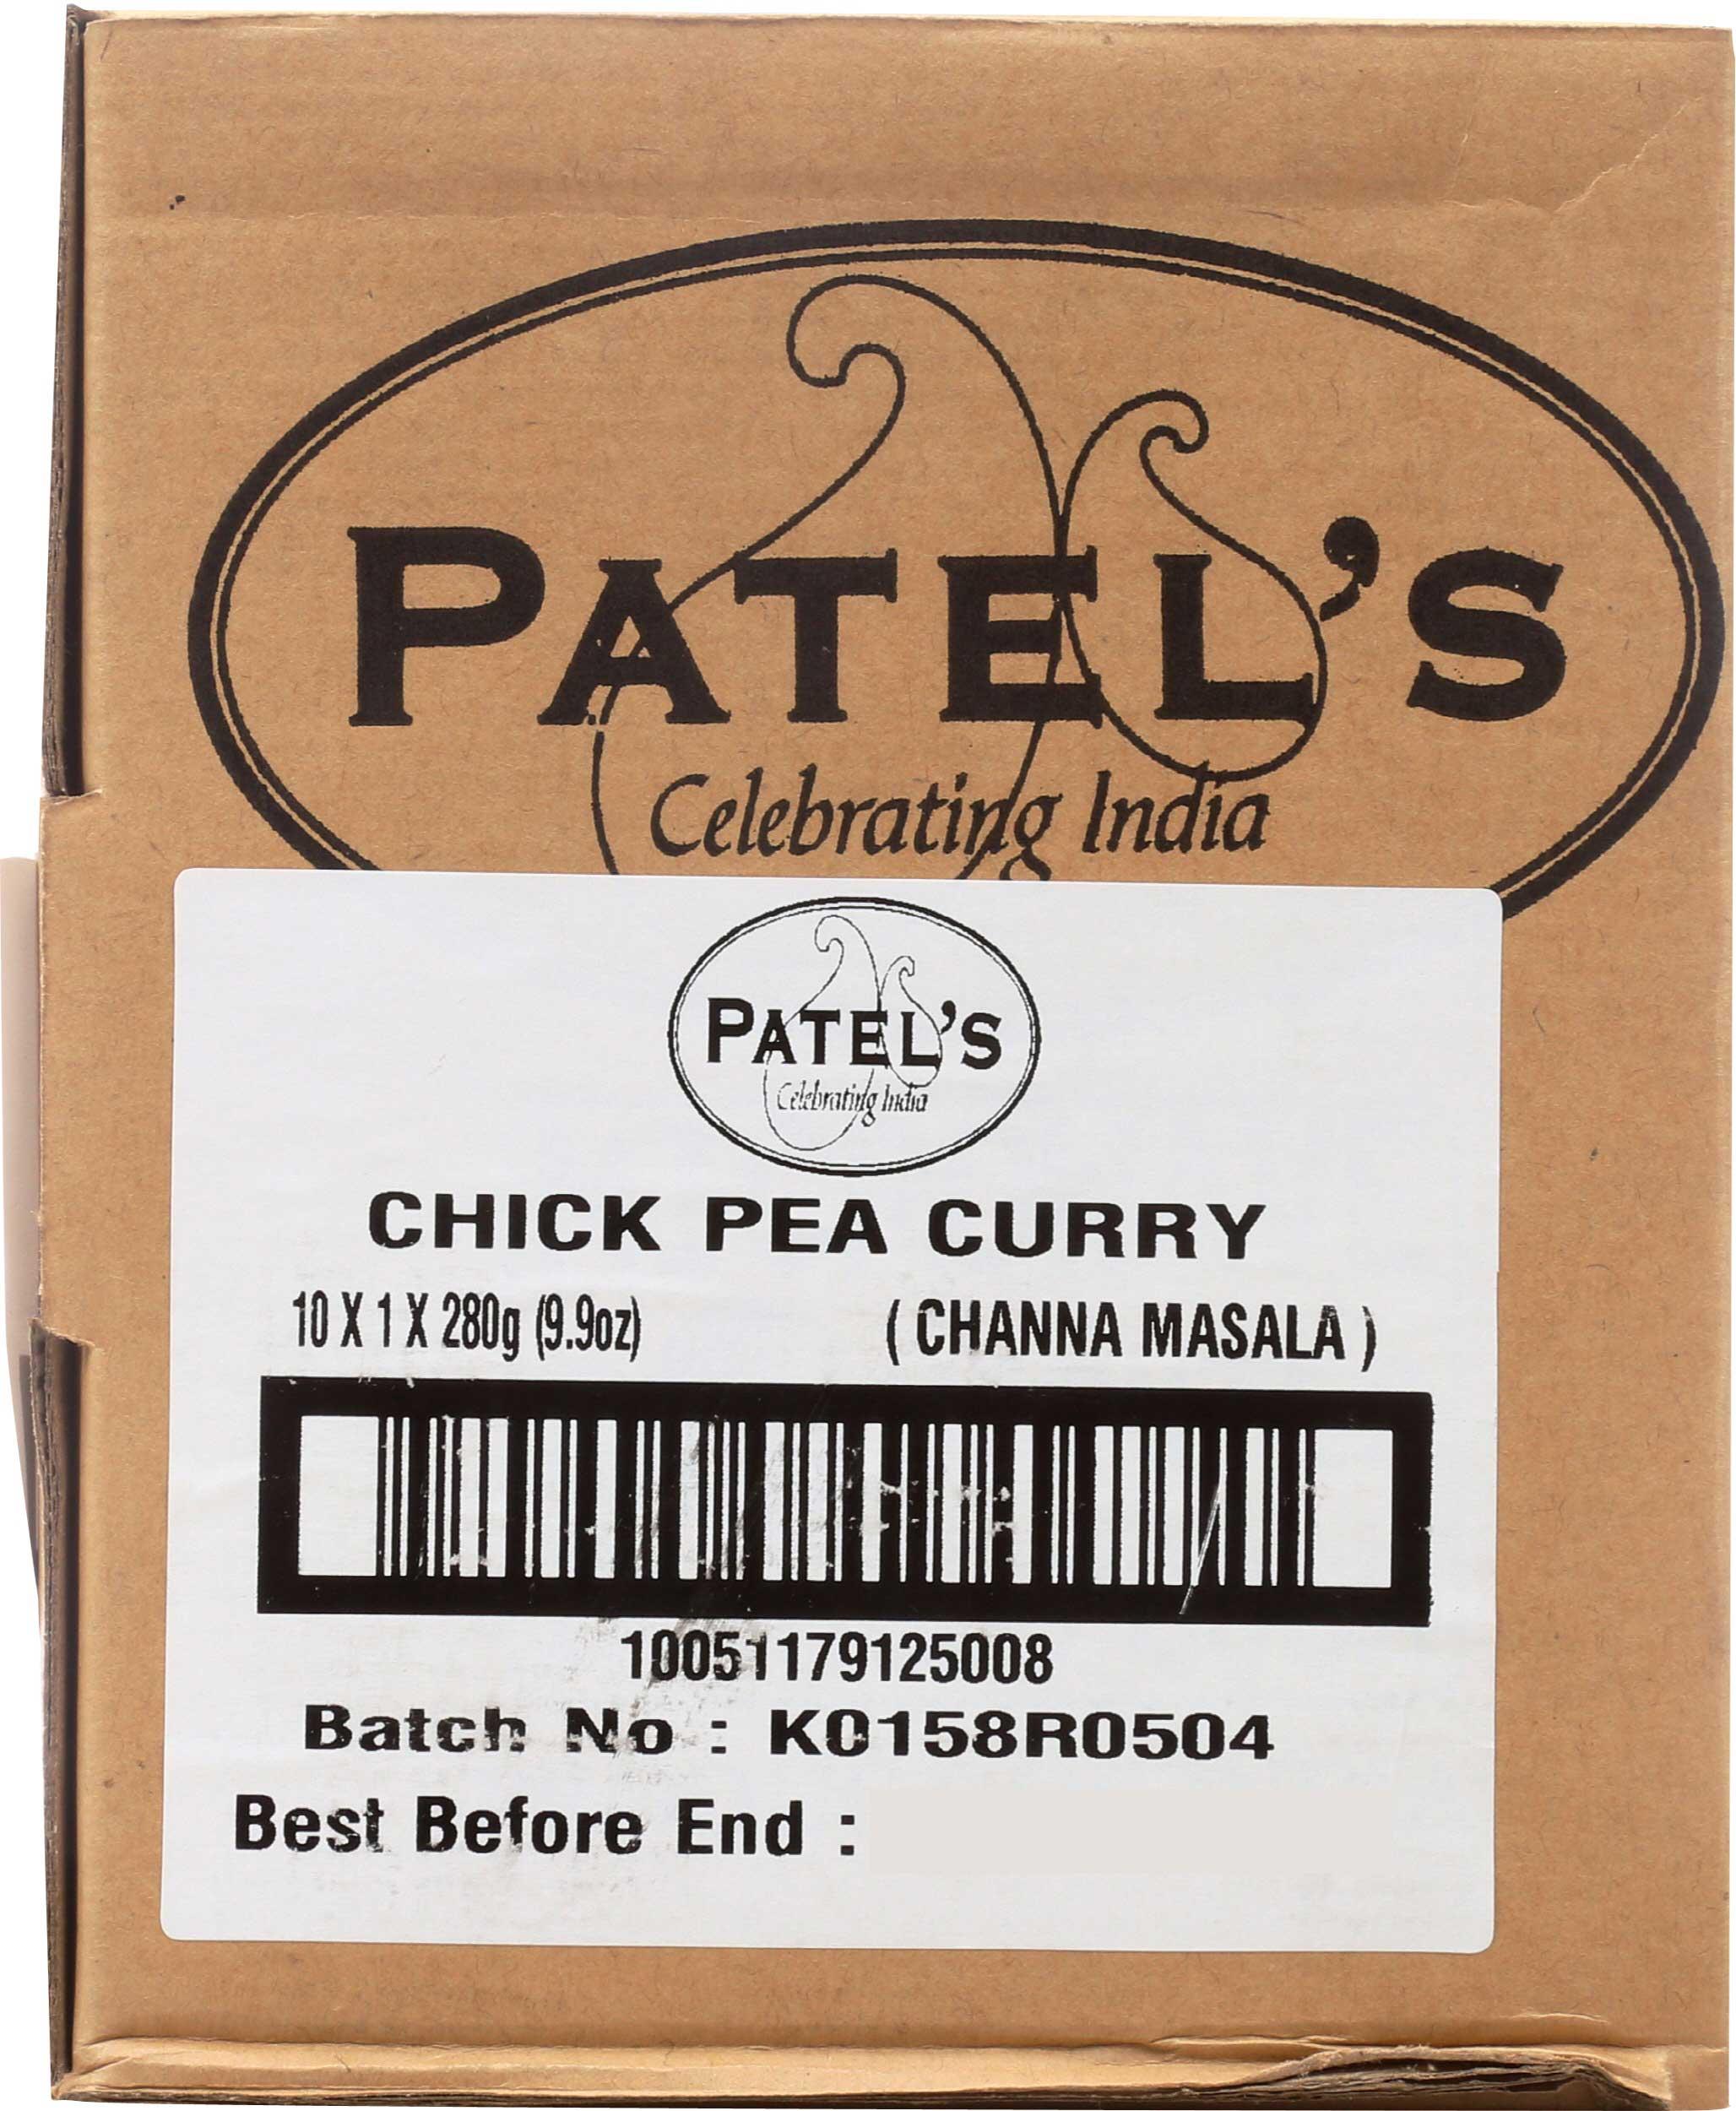 PATEL'S
Celebrating India
PATEL'S
Celebrating India
CHICK PEA CURRY
10 X 1 X 280g (9.9oz) ( CHANNA MASALA )
10051179125008
Batch No : K0158R0504
Best Before End :